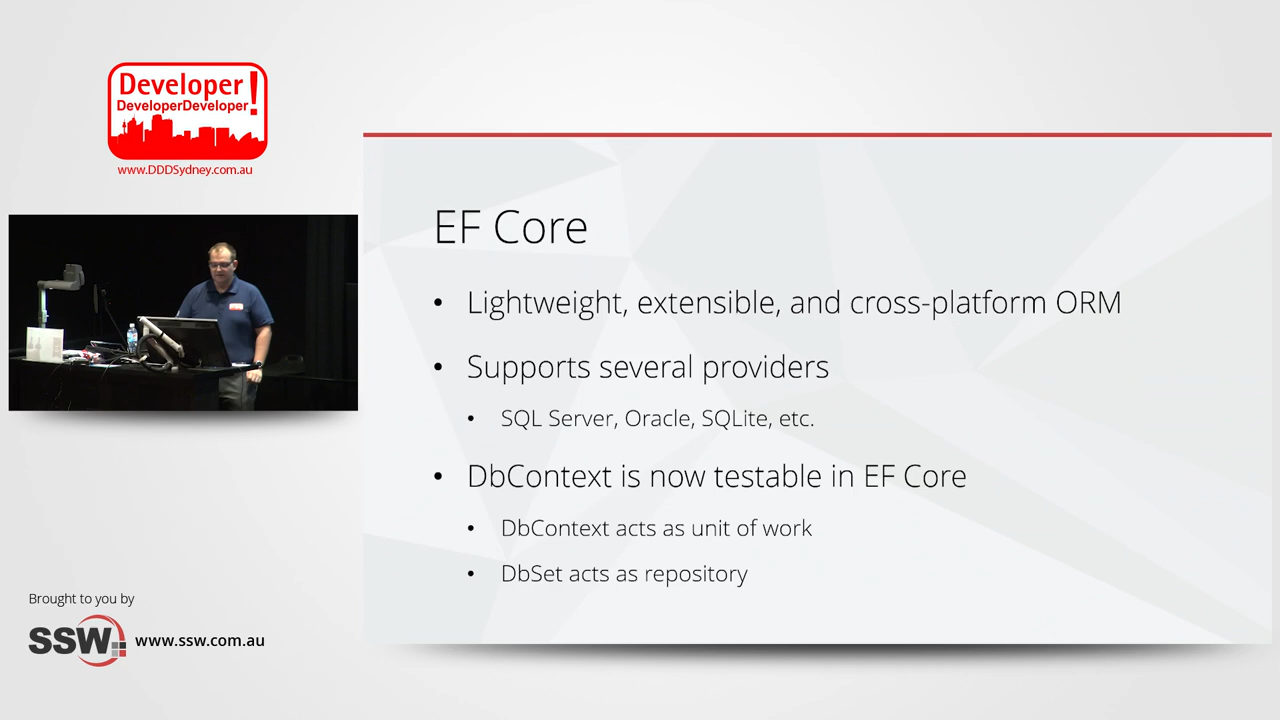 Developer!
DeveloperDeveloper
www.DDDSydney.com.au
EF Core
• Lightweight, extensible, and cross-platform ORM
• Supports several providers
• SQL Server, Oracle, SQLite, etc.
• DbContext is now testable in EF Core
• DbContext acts as unit of work
• DbSet acts as repository
Brought to you by
SSW www.ssw.com.au